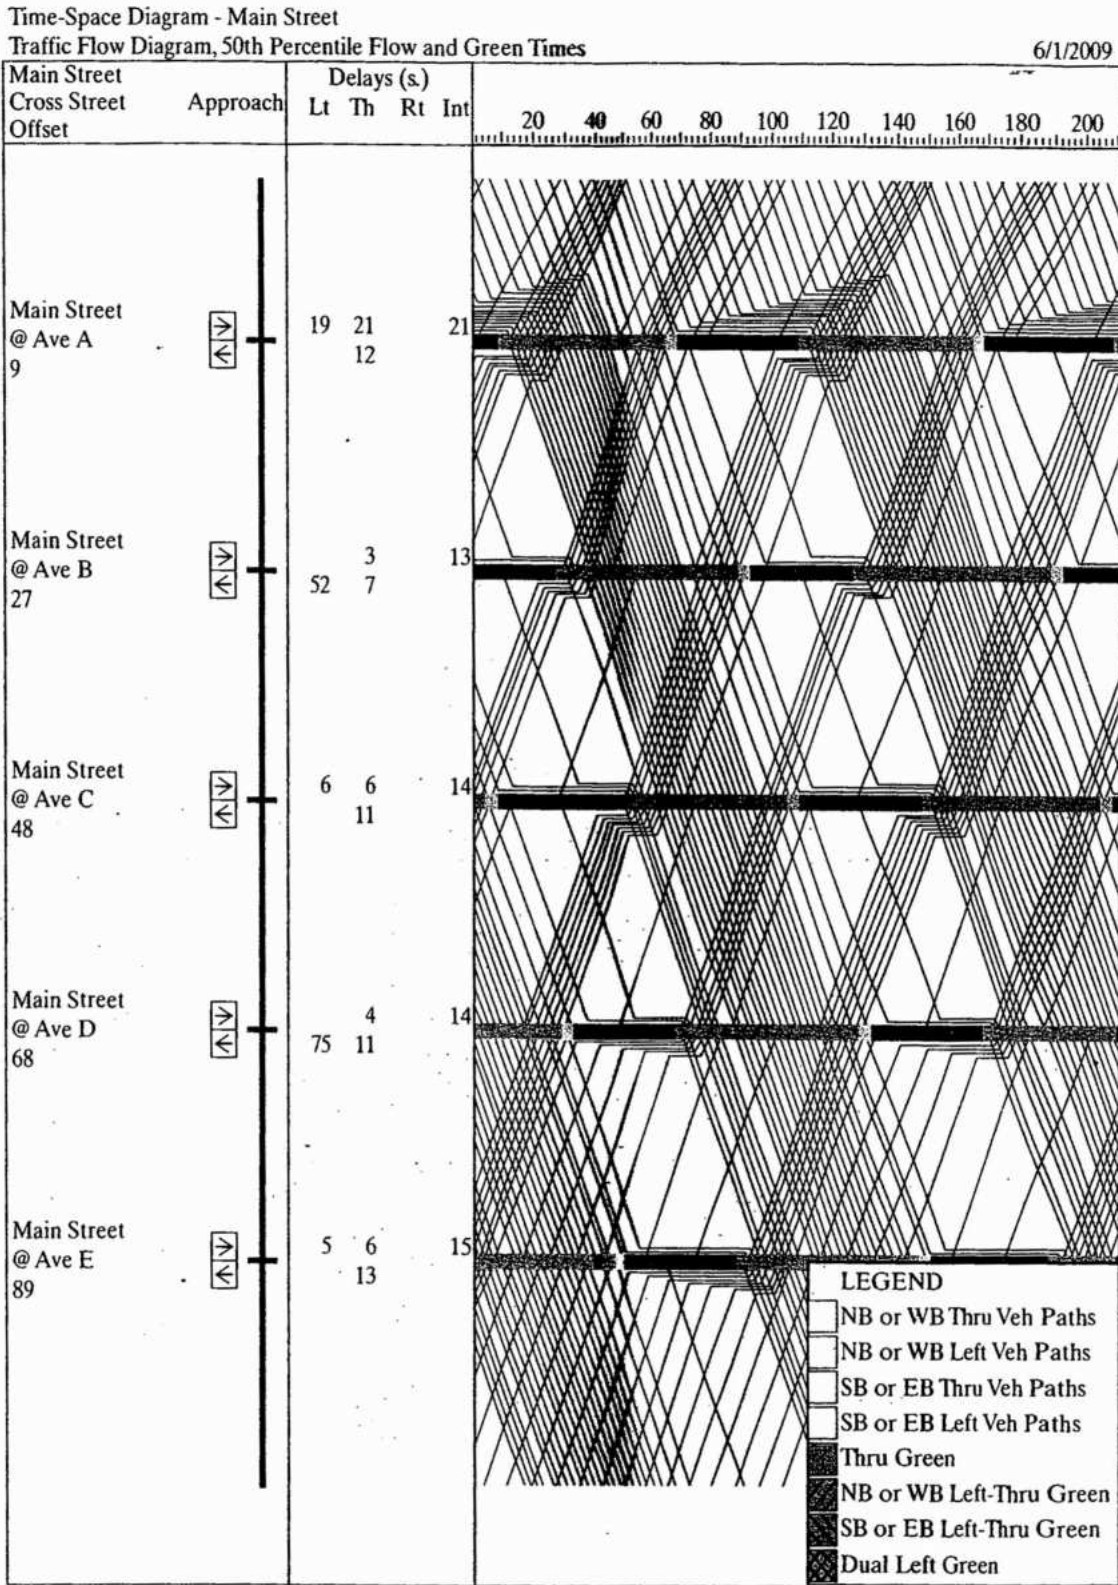 Time-Space Diagram - Main Street
Traffic Flow Diagram, 50th Percentile Flow and Green Times 6/1/2009
Main Street Delays (s.)
Cross Street Approach Lt Th Rt Int
Offset 20 40 60 80 100 120 140 160 180 200
Main Street 19 21 21
@ Ave A 12
9
Main Street 3 13
@ Ave B 52 7
27
Main Street 6 6 14
@ Ave C 11
48
Main Street 4 14
@ Ave D 75 11
68
Main Street 5 6 15
@ Ave E 13
89
LEGEND
NB or WB Thru Veh Paths
NB or WB Left Veh Paths
SB or EB Thru Veh Paths
SB or EB Left Veh Paths
Thru Green
NB or WB Left-Thru Green
SB or EB Left-Thru Green
Dual Left Green